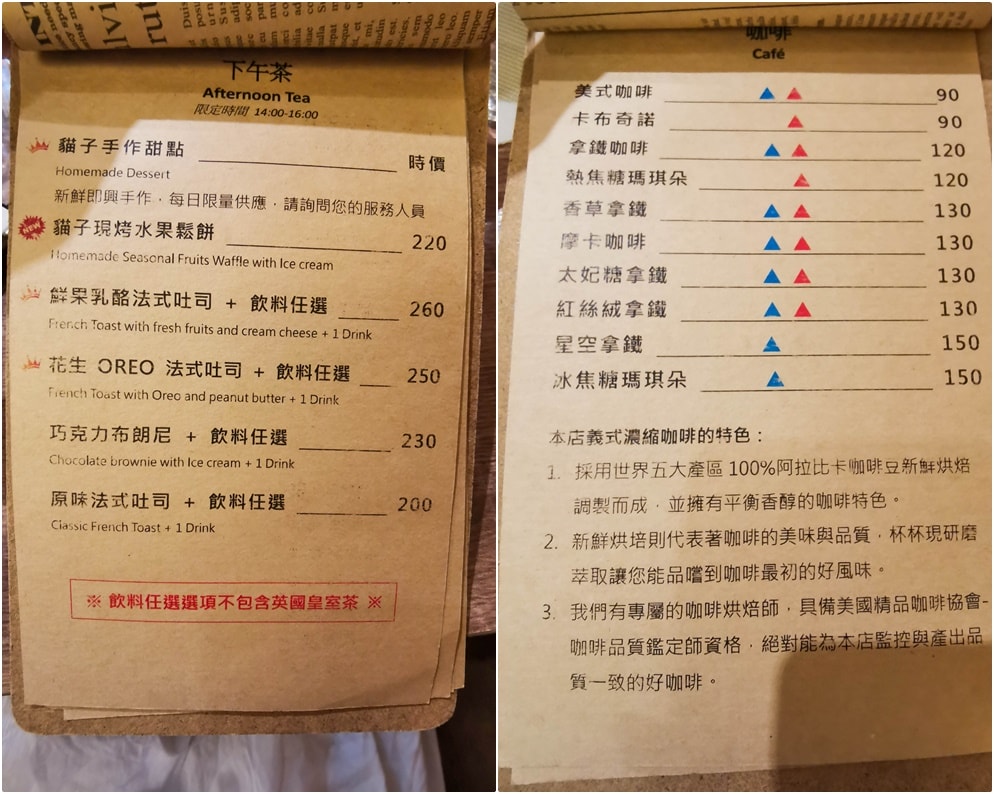 下午茶
Afternoon Tea
限定時間 14:00-16:00
貓子手作甜點 時價
Homemade Dessert
新鮮即興手作，每日限量供應，請詢問您的服務人員
NEW
貓子現烤水果鬆餅 220
Homemade Seasonal Fruits Waffle with Ice cream
鮮果乳酪法式吐司 + 飲料任選 260
French Toast with fresh fruits and cream cheese + 1 Drink
花生 OREO 法式吐司 + 飲料任選 250
French Toast with Oreo and peanut butter + 1 Drink
巧克力布朗尼 + 飲料任選 230
Chocolate brownie with Ice cream + 1 Drink
原味法式吐司 + 飲料任選 200
Classic French Toast + 1 Drink
※ 飲料任選選項不包含英國皇室茶 ※
咖啡
Café
美式咖啡 90
卡布奇諾 90
拿鐵咖啡 120
熱焦糖瑪琪朵 120
香草拿鐵 130
摩卡咖啡 130
太妃糖拿鐵 130
紅絲絨拿鐵 130
星空拿鐵 150
冰焦糖瑪琪朵 150
本店義式濃縮咖啡的特色：
1. 採用世界五大產區 100%阿拉比卡咖啡豆新鮮烘焙
調製而成，並擁有平衡香醇的咖啡特色。
2. 新鮮烘培則代表著咖啡的美味與品質，杯杯現研磨
萃取讓您能品嚐到咖啡最初的好風味。
3. 我們有專屬的咖啡烘焙師，具備美國精品咖啡協會-
咖啡品質鑑定師資格，絕對能為本店監控與產出品
質一致的好咖啡。